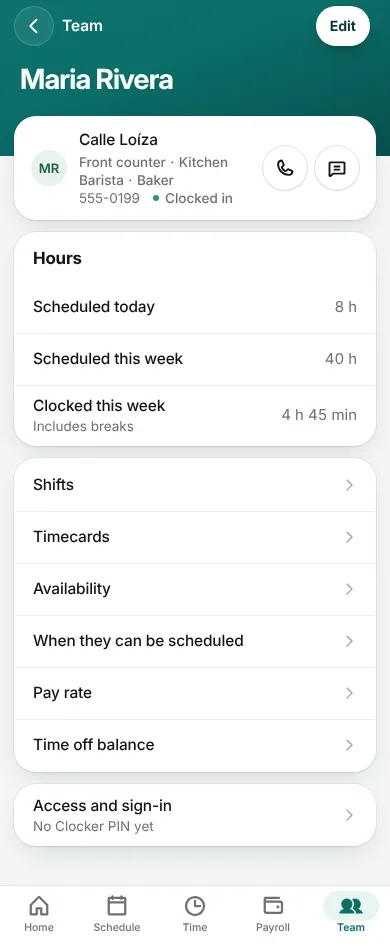 Team
Edit
Maria Rivera
MR
Calle Loíza
Front counter · Kitchen
Barista · Baker
555-0199 • Clocked in
Hours
Scheduled today 8 h
Scheduled this week 40 h
Clocked this week 4 h 45 min
Includes breaks
Shifts
Timecards
Availability
When they can be scheduled
Pay rate
Time off balance
Access and sign-in
No Clocker PIN yet
Home Schedule Time Payroll Team